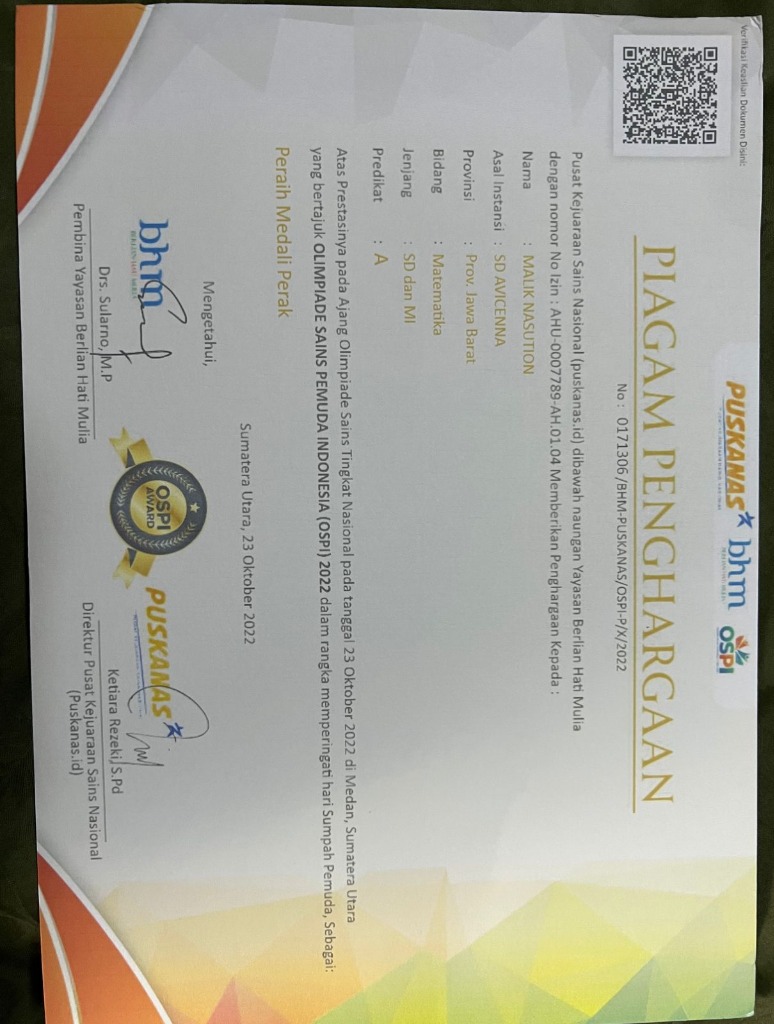 Verifikasi Keaslian Dokumen Disini:
PUSKANAS
bhm
OSPI
PIAGAM PENGHARGAAN
No : 0171306 /BHM-PUSKANAS/OSPI-P/X/2022
Pusat Kejuaraan Sains Nasional (puskanas.id) dibawah naungan Yayasan Berlian Hati Mulia
dengan nomor No Izin : AHU-0007789-AH.01.04 Memberikan Penghargaan Kepada :
Nama : MALIK NASUTION
Asal Instansi : SD AVICENNA
Provinsi : Prov. Jawa Barat
Bidang : Matematika
Jenjang : SD dan MI
Predikat : A
Atas Prestasinya pada Ajang Olimpiade Sains Tingkat Nasional pada tanggal 23 Oktober 2022 di Medan, Sumatera Utara
yang bertajuk OLIMPIADE SAINS PEMUDA INDONESIA (OSPI) 2022 dalam rangka memperingati hari Sumpah Pemuda, Sebagai:
Peraih Medali Perak
Sumatera Utara, 23 Oktober 2022
Mengetahui,
bhm
BERLIAN HATI MULIA
Drs. Sularno, M.P
Pembina Yayasan Berlian Hati Mulia
OSPI
AWARD
PUSKANAS
Ketiara Rezeki, S.Pd
Direktur Pusat Kejuaraan Sains Nasional
(Puskanas.id)